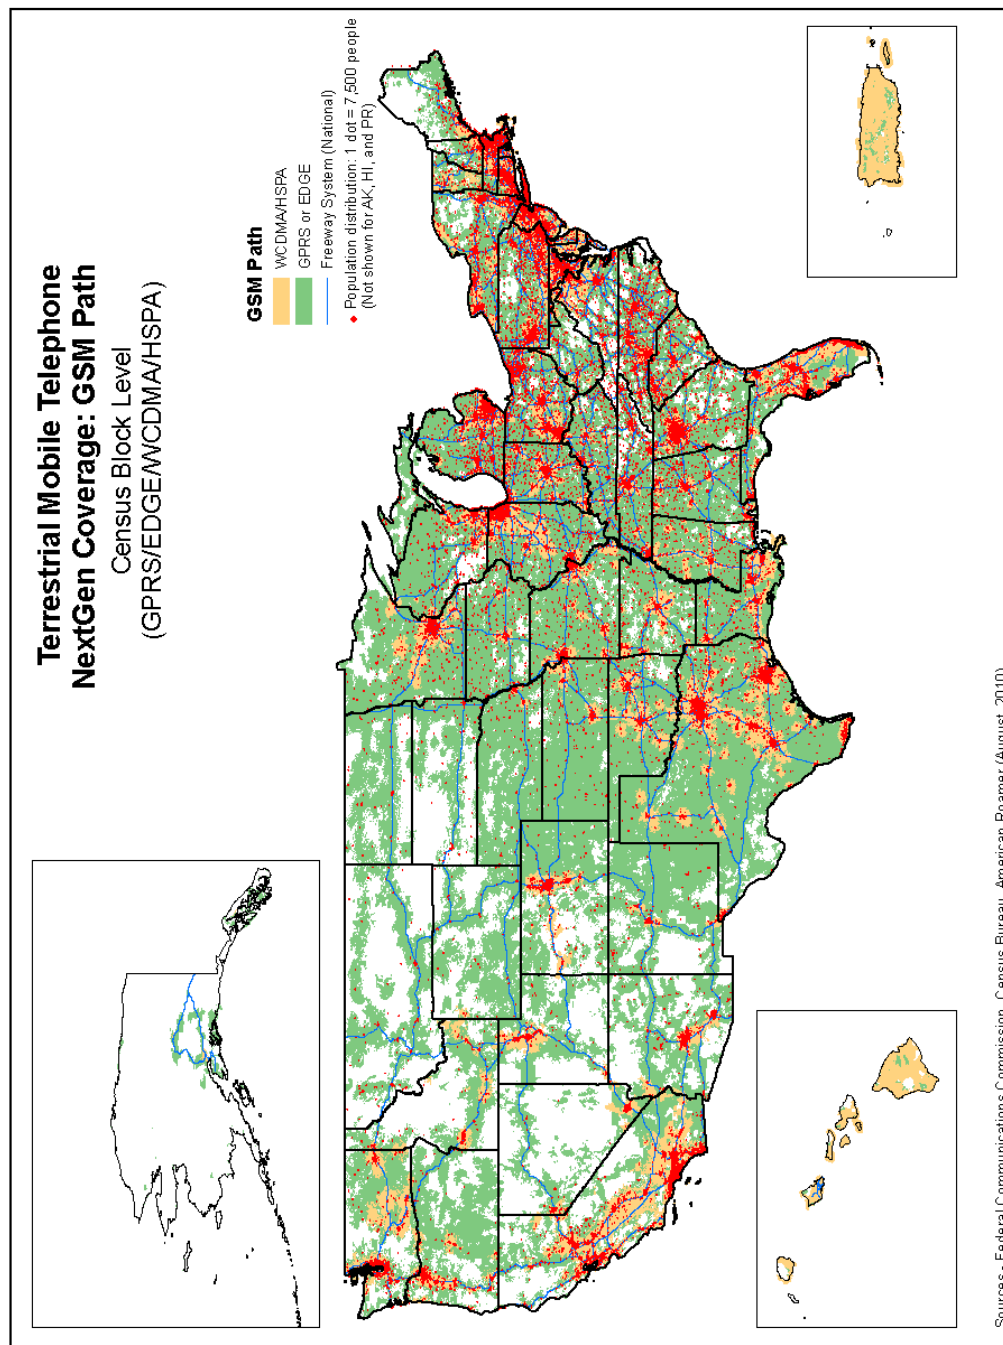 Terrestrial Mobile Telephone
NextGen Coverage: GSM Path
Census Block Level
(GPRS/EDGE/WCDMA/HSPA)
GSM Path
WCDMA/HSPA
GPRS or EDGE
Freeway System (National)
Population distribution: 1 dot = 7,500 people
(Not shown for AK, HI, and PR)
Sources - Federal Communications Commission, Census Bureau, American Roamer (August, 2010)